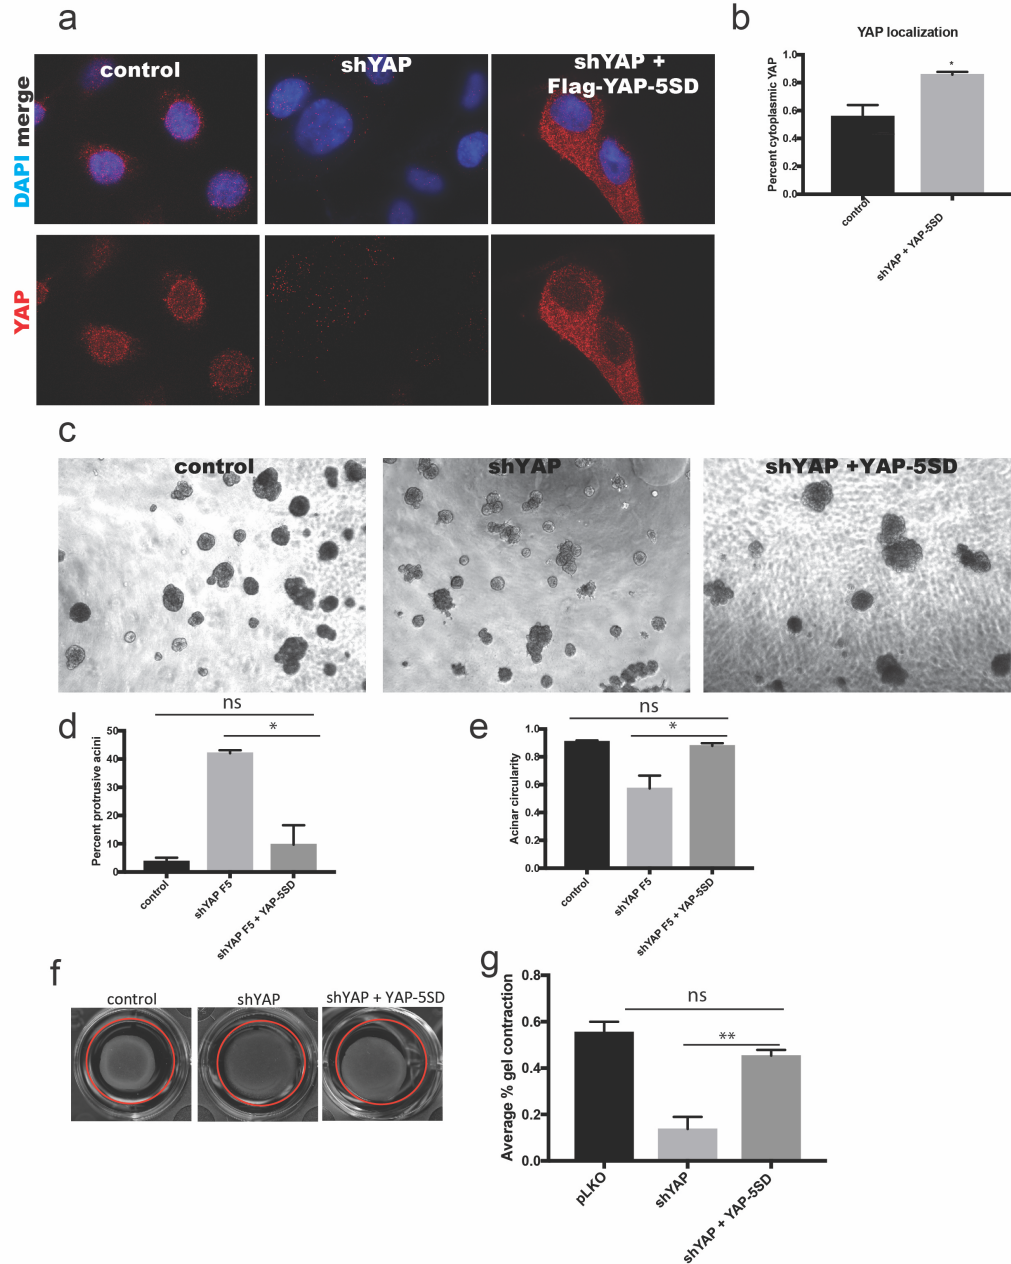 a
control
shYAP
shYAP +
Flag-YAP-5SD
DAPI merge
YAP
b
YAP localization
Percent cytoplasmic YAP
1.0
0.8
0.6
0.4
0.2
0.0
*
control
shYAP + YAP-5SD
c
control
shYAP
shYAP +YAP-5SD
d
ns
*
Percent protrusive acini
50
40
30
20
10
0
control
shYAP F5
shYAP F5 + YAP-5SD
e
ns
*
Acinar circularity
1.0
0.8
0.6
0.4
0.2
0.0
control
shYAP F5
shYAP F5 + YAP-5SD
f
control
shYAP
shYAP + YAP-5SD
g
ns
**
Average % gel contraction
0.8
0.6
0.4
0.2
0.0
pLKO
shYAP
shYAP + YAP-5SD